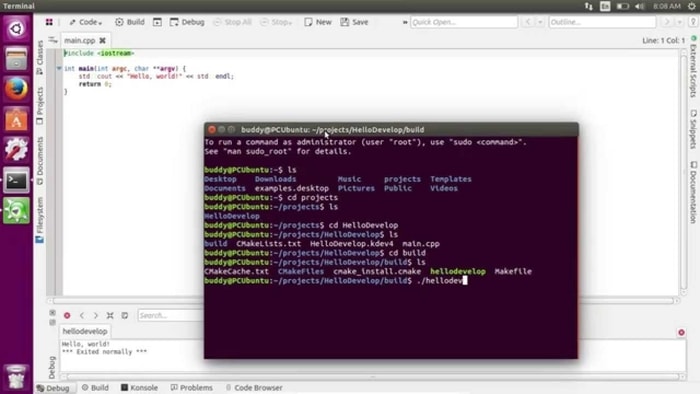 Terminal
En
8:08 AM
Code
Build
Debug
Stop All
Stop
New
Save
Quick Open...
Outline...
main.cpp
Line: 1 Col: 1
#include <iostream>
int main(int argc, char **argv) {
std cout << "Hello, world!" << std endl;
return 0;
}
Classes
Projects
Documents
Filesystem
External Scripts
Snippets
Documentation
buddy@PCUbuntu: ~/projects/HelloDevelop/build
To run a command as administrator (user "root"), use "sudo <command>".
See "man sudo_root" for details.
buddy@PCUbuntu:~$ ls
Desktop Downloads Music projects Templates
Documents examples.desktop Pictures Public Videos
buddy@PCUbuntu:~$ cd projects
buddy@PCUbuntu:~/projects$ ls
HelloDevelop
buddy@PCUbuntu:~/projects$ cd HelloDevelop
buddy@PCUbuntu:~/projects/HelloDevelop$ ls
build CMakeLists.txt HelloDevelop.kdev4 main.cpp
buddy@PCUbuntu:~/projects/HelloDevelop$ cd build
buddy@PCUbuntu:~/projects/HelloDevelop/build$ ls
CMakeCache.txt CMakeFiles cmake_install.cmake hellodevelop Makefile
buddy@PCUbuntu:~/projects/HelloDevelop/build$ ./hellodev
Search...
hellodevelop
Hello, world!
*** Exited normally ***
Debug
Debug Build Konsole Problems Code Browser